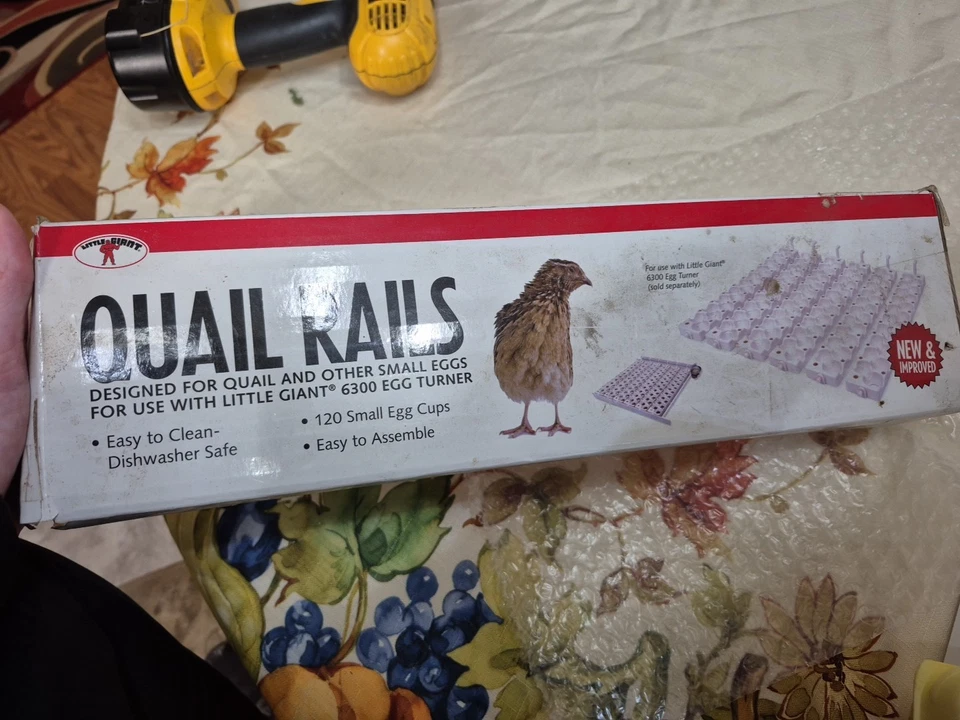 LITTLE GIANT.
QUAIL RAILS
DESIGNED FOR QUAIL AND OTHER SMALL EGGS
FOR USE WITH LITTLE GIANT® 6300 EGG TURNER
• Easy to Clean-
Dishwasher Safe
• 120 Small Egg Cups
• Easy to Assemble
For use with Little Giant®
6300 Egg Turner
(sold separately)
NEW &
IMPROVED